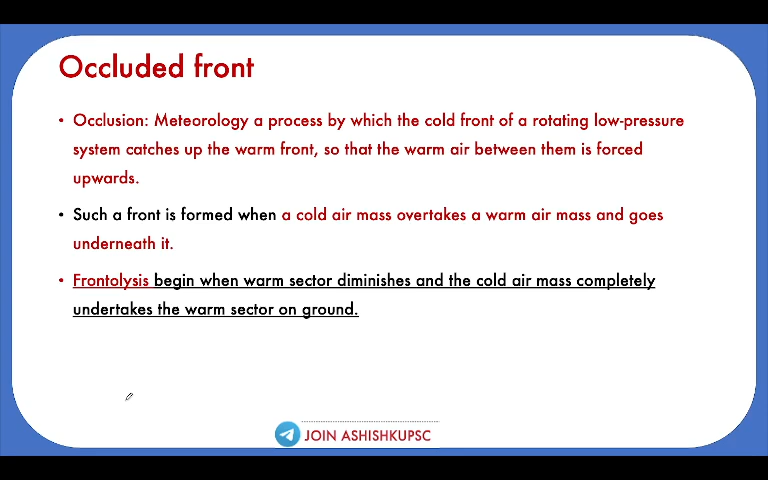 Occluded front
• Occlusion: Meteorology a process by which the cold front of a rotating low-pressure
system catches up the warm front, so that the warm air between them is forced
upwards.
• Such a front is formed when a cold air mass overtakes a warm air mass and goes
underneath it.
• Frontolysis begin when warm sector diminishes and the cold air mass completely
undertakes the warm sector on ground.
JOIN ASHISHKUPSC